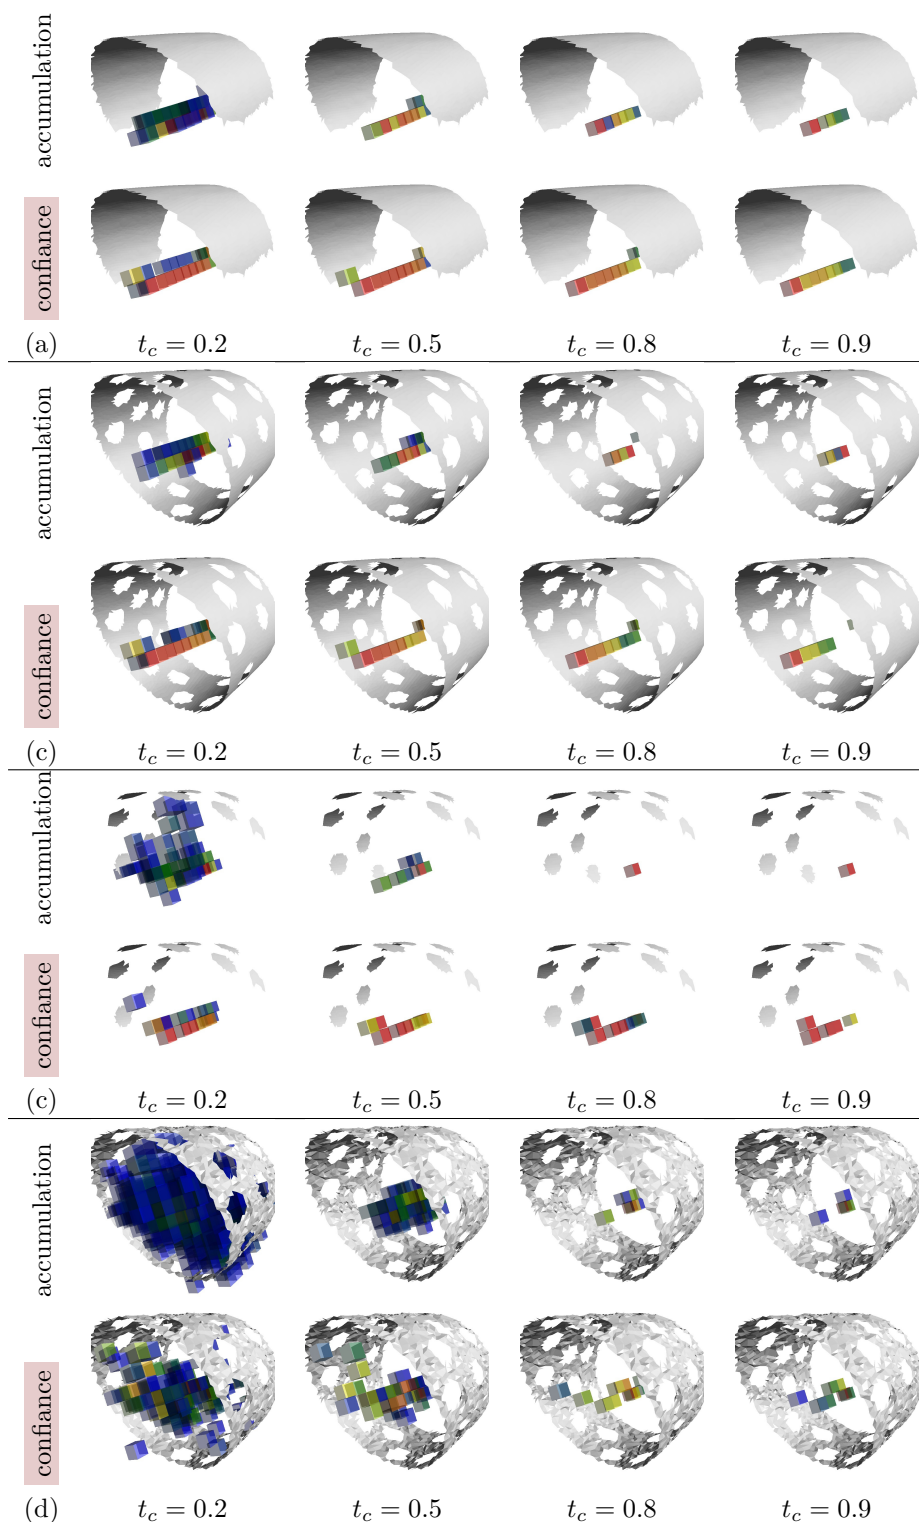 accumulation
confiance
(a) t_c = 0.2 t_c = 0.5 t_c = 0.8 t_c = 0.9
accumulation
confiance
(c) t_c = 0.2 t_c = 0.5 t_c = 0.8 t_c = 0.9
accumulation
confiance
(c) t_c = 0.2 t_c = 0.5 t_c = 0.8 t_c = 0.9
accumulation
confiance
(d) t_c = 0.2 t_c = 0.5 t_c = 0.8 t_c = 0.9